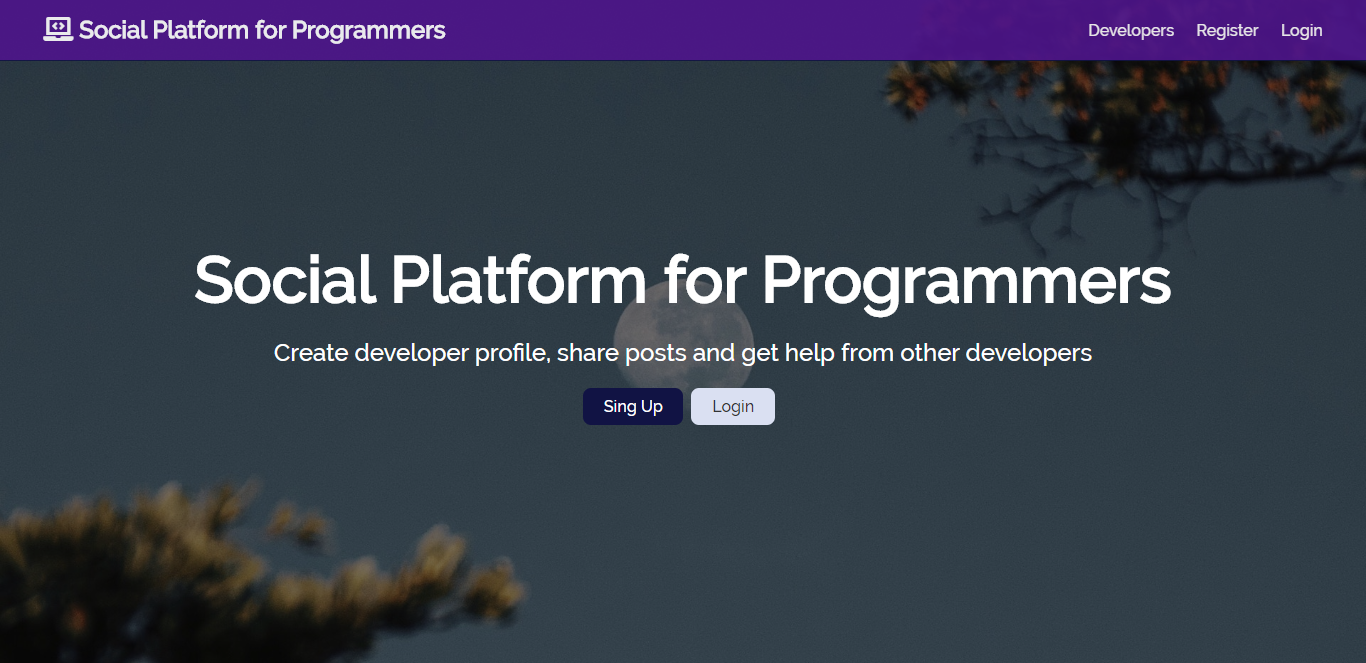 Social Platform for Programmers
Developers Register Login
Social Platform for Programmers
Create developer profile, share posts and get help from other developers
Sing Up Login